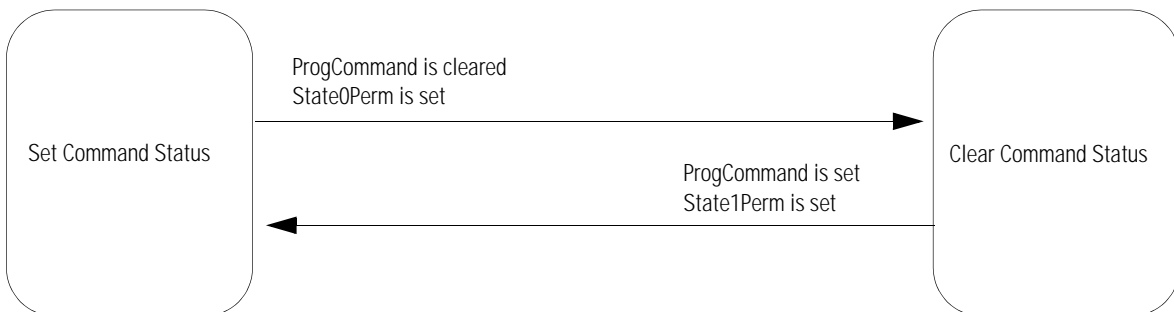 ProgCommand is cleared
State0Perm is set
Set Command Status
Clear Command Status
ProgCommand is set
State1Perm is set